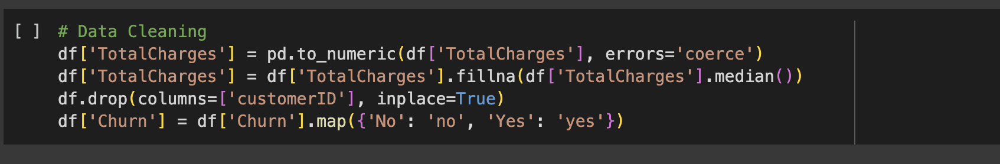 [ ] # Data Cleaning
df['TotalCharges'] = pd.to_numeric(df['TotalCharges'], errors='coerce')
df['TotalCharges'] = df['TotalCharges'].fillna(df['TotalCharges'].median())
df.drop(columns=['customerID'], inplace=True)
df['Churn'] = df['Churn'].map({'No': 'no', 'Yes': 'yes'})